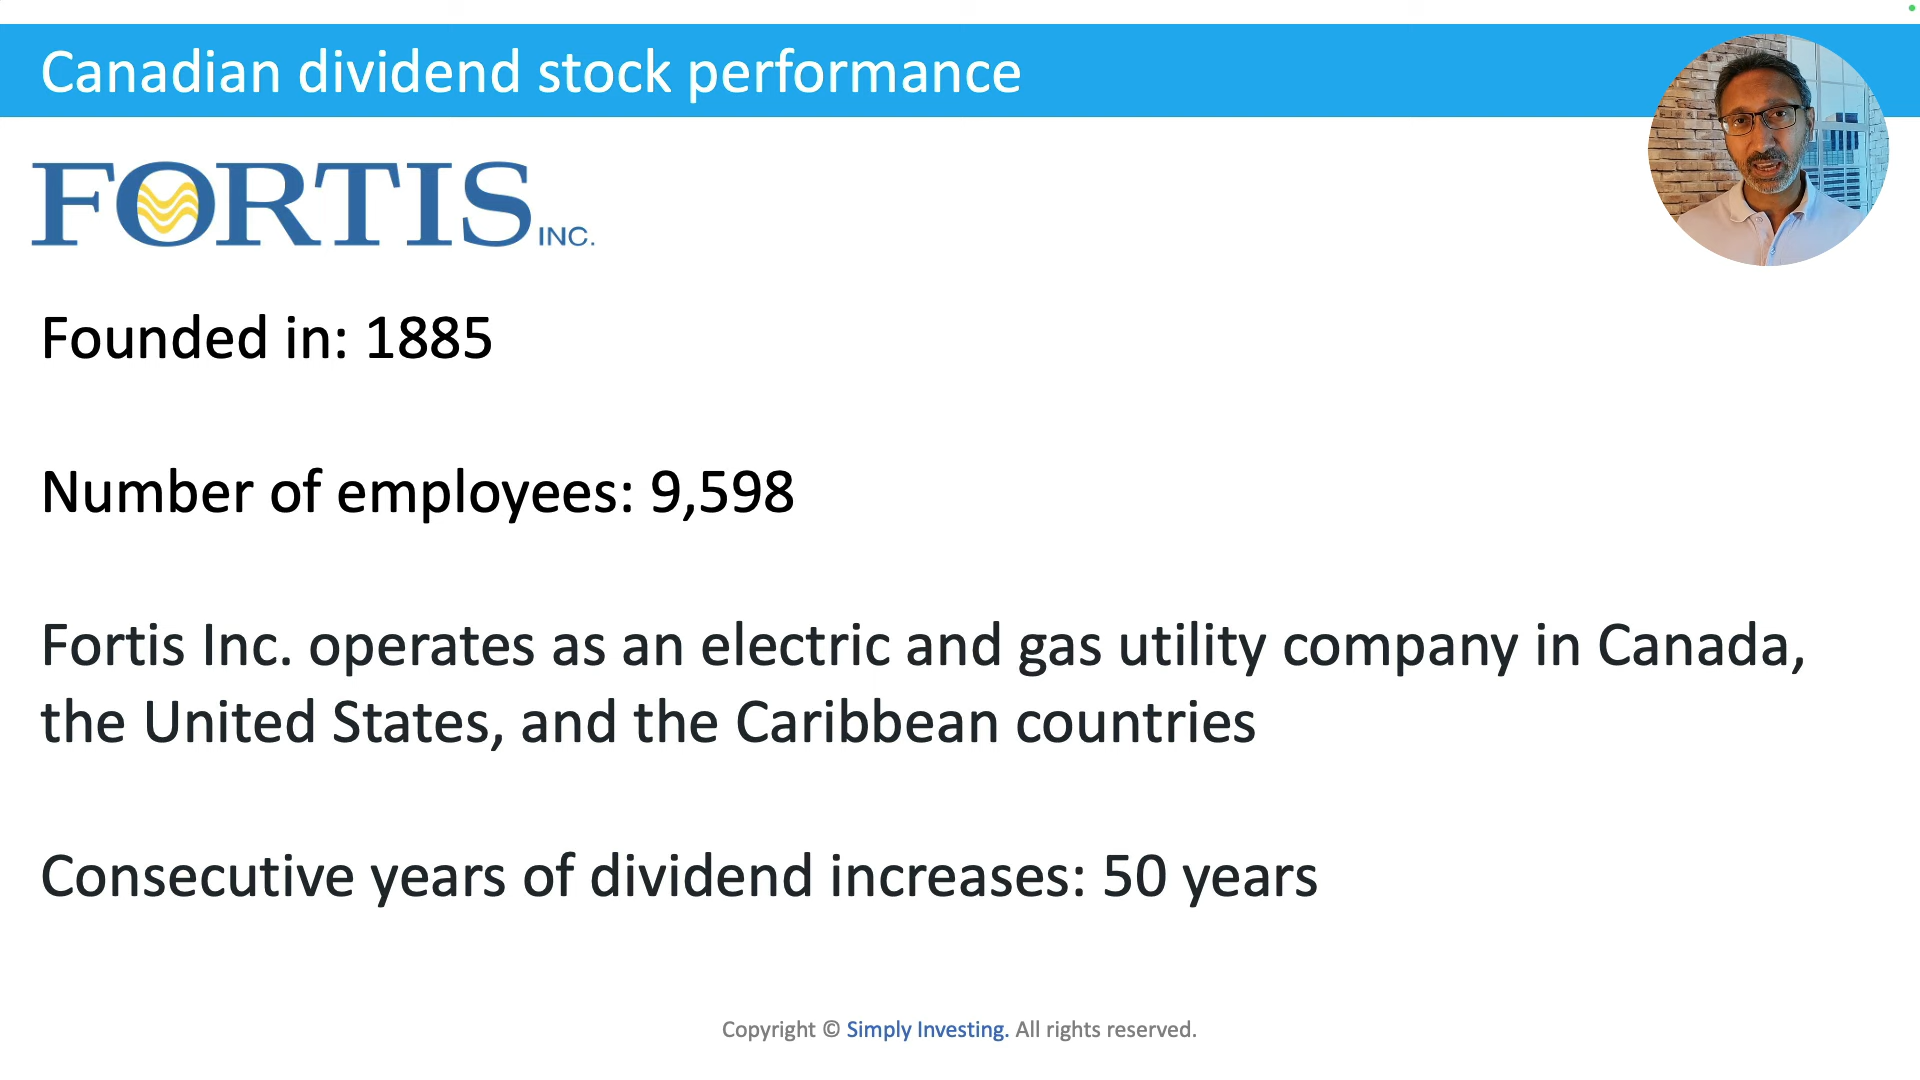 Canadian dividend stock performance
FORTIS INC.
Founded in: 1885
Number of employees: 9,598
Fortis Inc. operates as an electric and gas utility company in Canada,
the United States, and the Caribbean countries
Consecutive years of dividend increases: 50 years
Copyright © Simply Investing. All rights reserved.